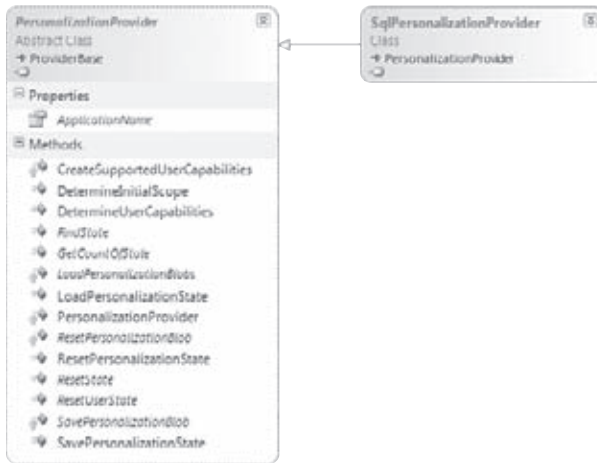 PersonalizationProvider
Abstract Class
ProviderBase
Properties
ApplicationName
Methods
CreateSupportedUserCapabilities
DetermineInitialScope
DetermineUserCapabilities
FindState
GetCountOfState
LoadPersonalizationBlobs
LoadPersonalizationState
PersonalizationProvider
ResetPersonalizationBlob
ResetPersonalizationState
ResetState
ResetUserState
SavePersonalizationBlob
SavePersonalizationState
SqlPersonalizationProvider
Class
PersonalizationProvider